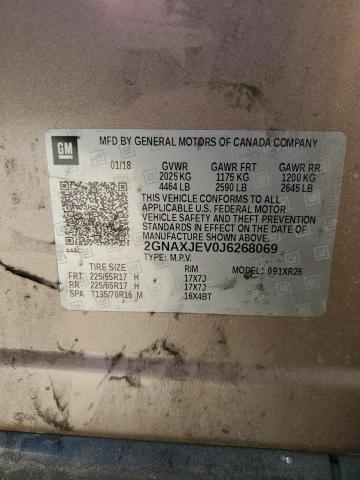 GM
MFD BY GENERAL MOTORS OF CANADA COMPANY
01/18 GVWR GAWR FRT GAWR RR
2025 KG 1175 KG 1200 KG
4464 LB 2590 LB 2645 LB
THIS VEHICLE CONFORMS TO ALL
APPLICABLE U.S. FEDERAL MOTOR
VEHICLE SAFETY, BUMPER, AND THEFT
PREVENTION STANDARDS IN EFFECT ON
THE DATE OF MANUFACTURE SHOWN ABOVE.
2GNAXJEV0J6268069
TYPE: M.P.V.
TIRE SIZE RIM MODEL: 091XR26
FRT 225/65R17 H 17X7J
RR 225/65R17 H 17X7J
SPA T135/70R16 M 16X4BT